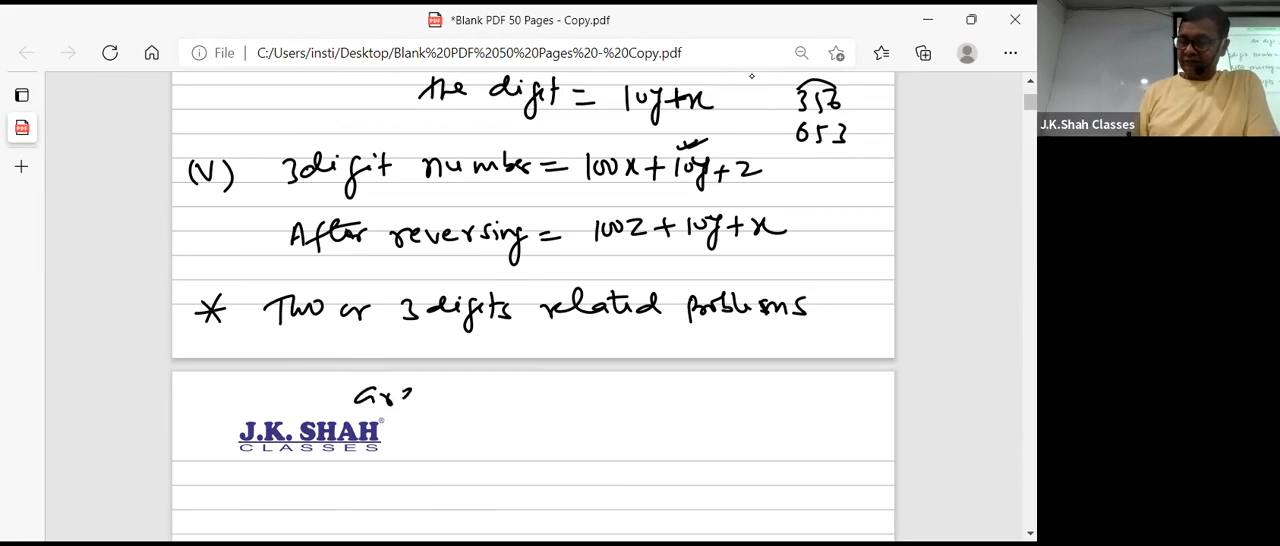 *Blank PDF 50 Pages - Copy.pdf
File C:/Users/insti/Desktop/Blank%20PDF%2050%20Pages%20-%20Copy.pdf
the digit = 10y+x
356
653
J.K.Shah Classes
(V) 3digit number = 100x + 10y + z
After reversing = 100z + 10y + x
* Two or 3 digits related problems
J.K. SHAH®
CLASSES